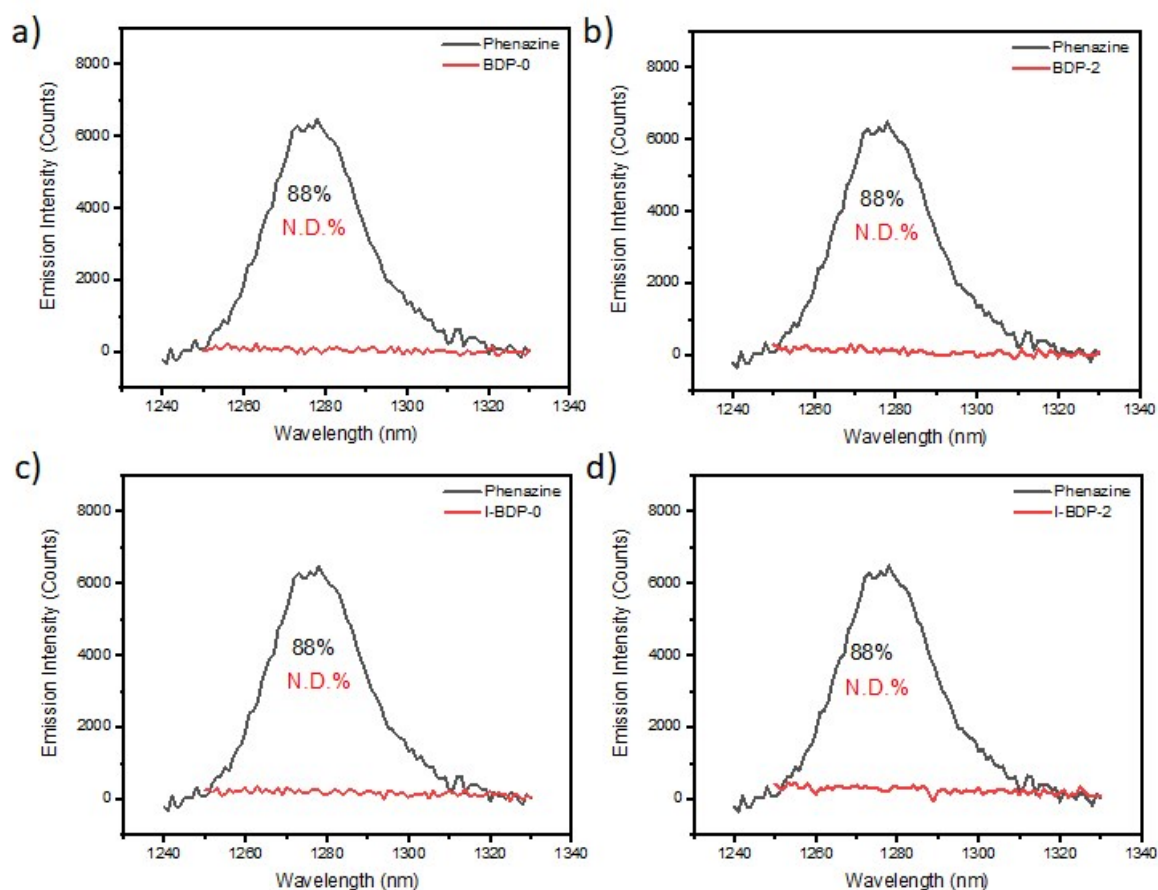 a)
Phenazine
BDP-0
8000
6000
4000
2000
0
88%
N.D.%
Emission Intensity (Counts)
1240 1260 1280 1300 1320 1340
Wavelength (nm)
b)
Phenazine
BDP-2
8000
6000
4000
2000
0
88%
N.D.%
Emission Intensity (Counts)
1240 1260 1280 1300 1320 1340
Wavelength (nm)
c)
Phenazine
I-BDP-0
8000
6000
4000
2000
0
88%
N.D.%
Emission Intensity (Counts)
1240 1260 1280 1300 1320 1340
Wavelength (nm)
d)
Phenazine
I-BDP-2
8000
6000
4000
2000
0
88%
N.D.%
Emission Intensity (Counts)
1240 1260 1280 1300 1320 1340
Wavelength (nm)